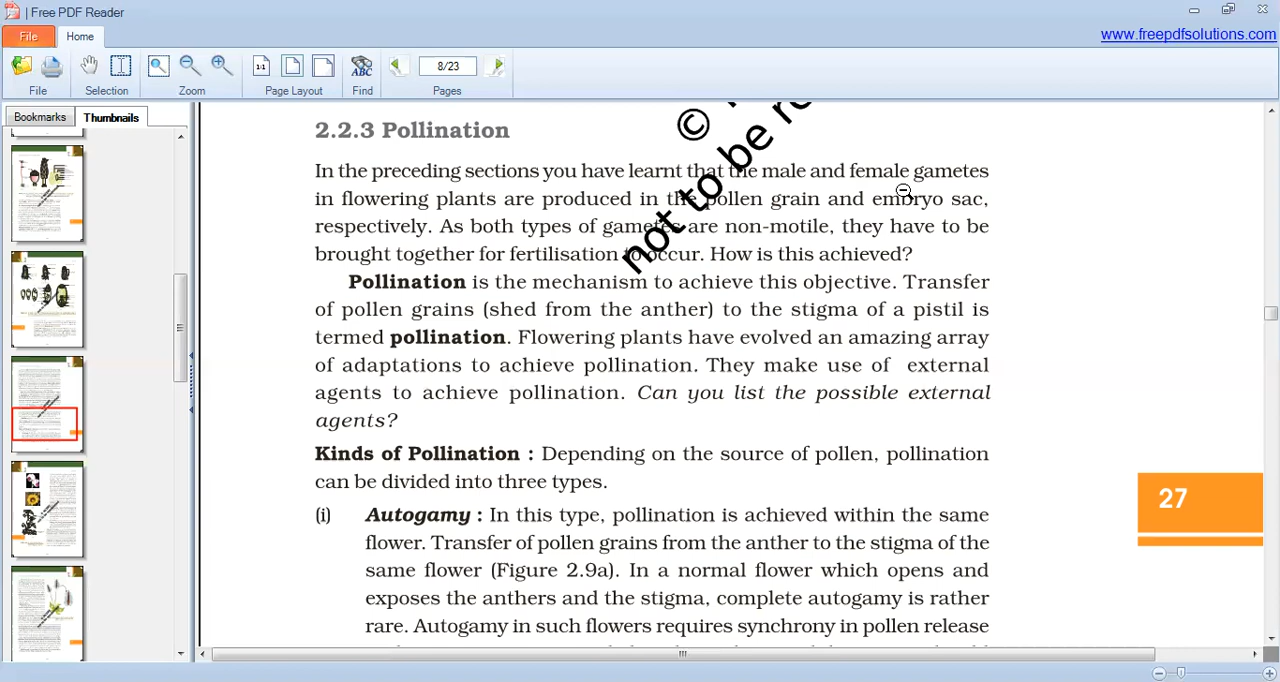 | Free PDF Reader
File
Home
www.freepdfsolutions.com
1:1
ABC
8/23
File
Selection
Zoom
Page Layout
Find
Pages
Bookmarks
Thumbnails
2.2.3 Pollination
©
not to be re
In the preceding sections you have learnt that the male and female gametes
in flowering plants are produced in the pollen grain and embryo sac,
respectively. As both types of gametes are non-motile, they have to be
brought together for fertilisation to occur. How is this achieved?
Pollination is the mechanism to achieve this objective. Transfer
of pollen grains (shed from the anther) to the stigma of a pistil is
termed pollination. Flowering plants have evolved an amazing array
of adaptations to achieve pollination. They make use of external
agents to achieve pollination. Can you list the possible external
agents?
Kinds of Pollination : Depending on the source of pollen, pollination
can be divided into three types.
27
(i) Autogamy : In this type, pollination is achieved within the same
flower. Transfer of pollen grains from the anther to the stigma of the
same flower (Figure 2.9a). In a normal flower which opens and
exposes the anthers and the stigma, complete autogamy is rather
rare. Autogamy in such flowers requires synchrony in pollen release